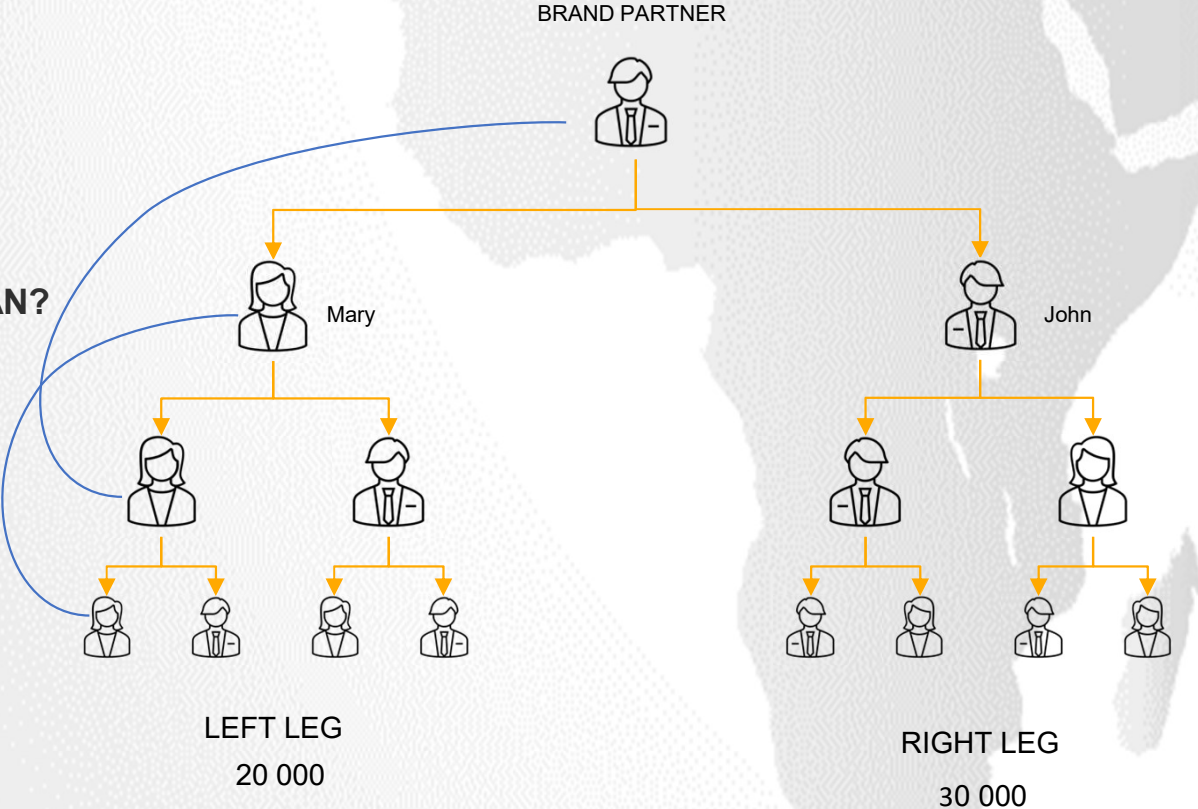 BRAND PARTNER
AN?
Mary
John
LEFT LEG
20 000
RIGHT LEG
30 000